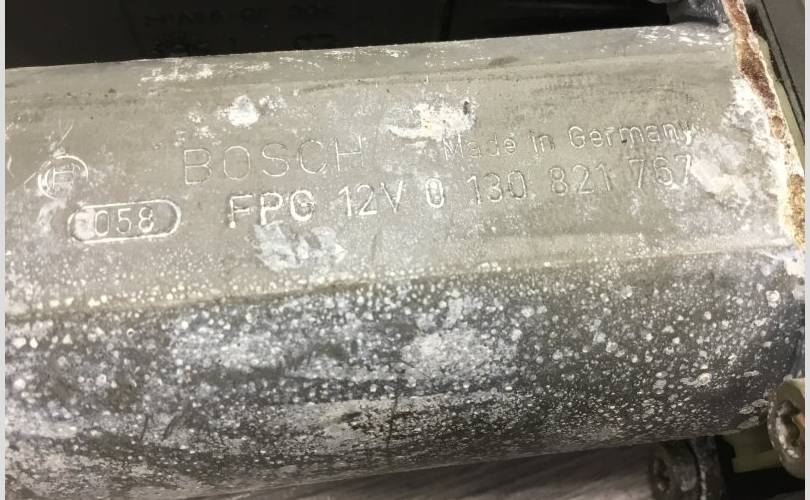 BOSCH Made in Germany
058 FPG 12V 0 130 821 767